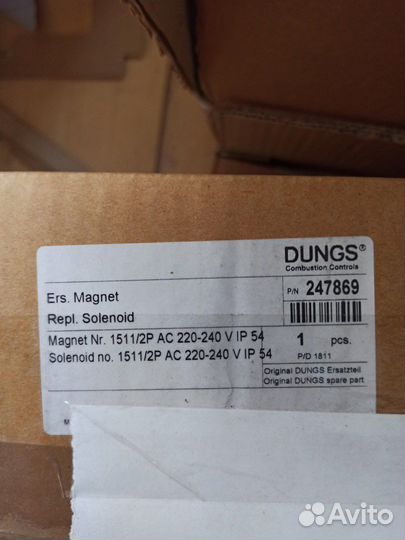 DUNGS®
Combustion Controls
Ers. Magnet
P/N 247869
Repl. Solenoid
Magnet Nr. 1511/2P AC 220-240 V IP 54
1 pcs.
Solenoid no. 1511/2P AC 220-240 V IP 54
P/D 1811
Original DUNGS Ersatzteil
Original DUNGS spare part
M
Avito